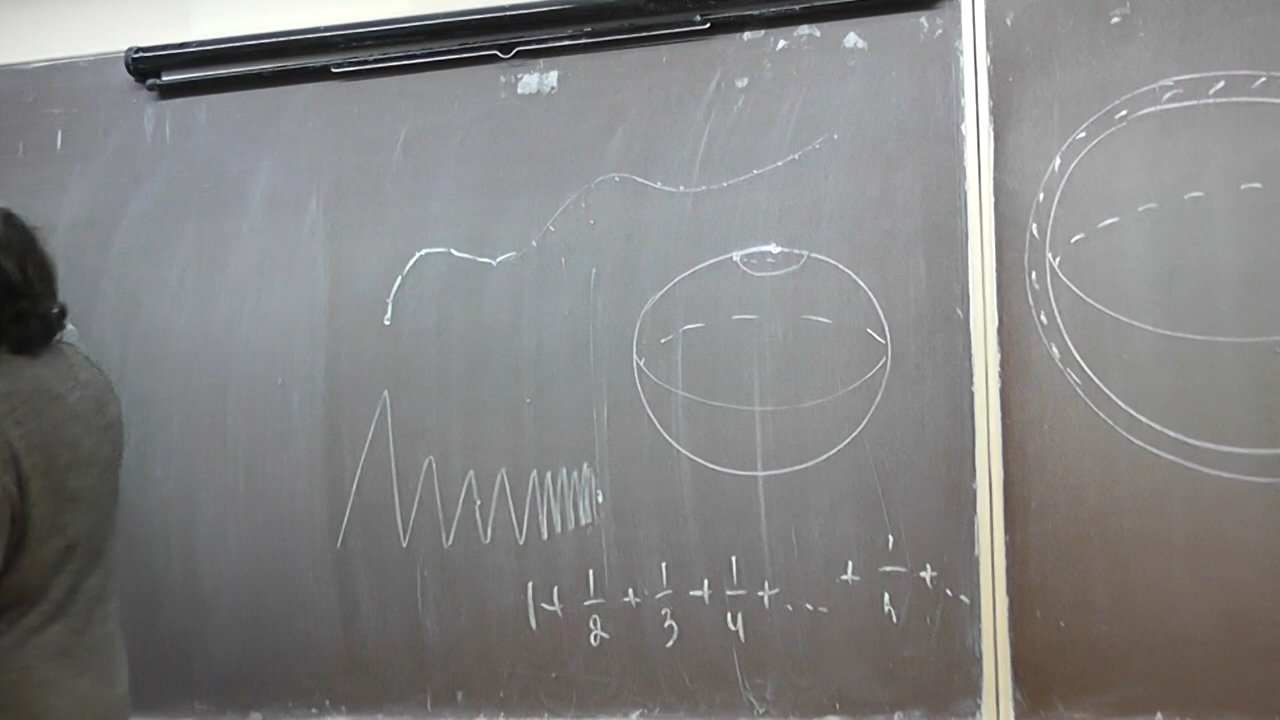 1+ 1/2 + 1/3 + 1/4 + ... + 1/n + ...